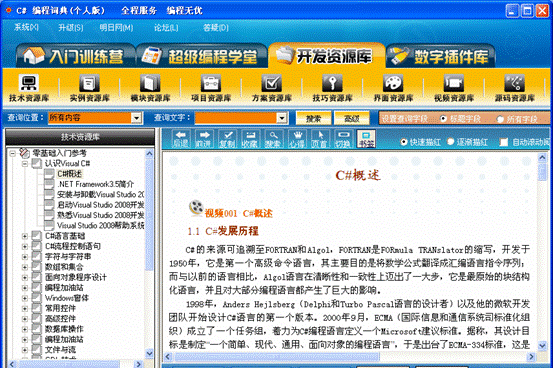 C# 编程词典(个人版) 全程服务 编程无优
系统(X) 升级(S) 明日网(M) 论坛(L) 答疑(D)
入门训练营 超级编程学堂 开发资源库 数字插件库
技术资源库 实例资源库 模块资源库 项目资源库 方案资源库 技巧资源库 界面资源库 视频资源库 源码资源库
查询位置: 所有内容 查询文字: 搜索 高级 设置查询字段 标题字段 所有字段
技术资源库
后退 前进 复制 收藏 搜索 心得 页首 切换 书签 快速描红 逐渐描红 自动滚动
零基础入门参考
认识Visual C#
C#概述
.NET Framework3.5简介
安装与卸载Visual Studio 200
启动Visual Studio 2008开发
熟悉Visual Studio 2008开发
Visual Studio 2008帮助系统
C#语言基础
C#流程控制语句
字符与字符串
数组和集合
面向对象程序设计
编程加油站
Windows窗体
常用控件
高级控件
数据库操作
编程加油站
文件与流
C#概述
视频001 C#概述
1.1 C#发展历程
C#的来源可追溯至FORTRAN和Algol，FORTRAN是FORmula TRANslator的缩写，开发于
1950年，它是第一个高级命令语言，其主要目的是将数学公式翻译成汇编语言指令序列；
而与以前的语言相比，Algol语言在清晰性和一致性上迈出了一大步，它是最原始的块结构
化语言，并且对大部分编程语言都产生了巨大的影响。
1998年，Anders Hejlsberg（Delphi和Turbo Pascal语言的设计者）以及他的微软开发
团队开始设计C#语言的第一个版本。2000年9月，ECMA（国际信息和通信系统标准化组
织）成立了一个任务组，着力为C#编程语言定义一个Microsoft建议标准。据称，其设计目
标是制定“一个简单、现代、通用、面向对象的编程语言”，于是出台了ECMA-334标准，这是